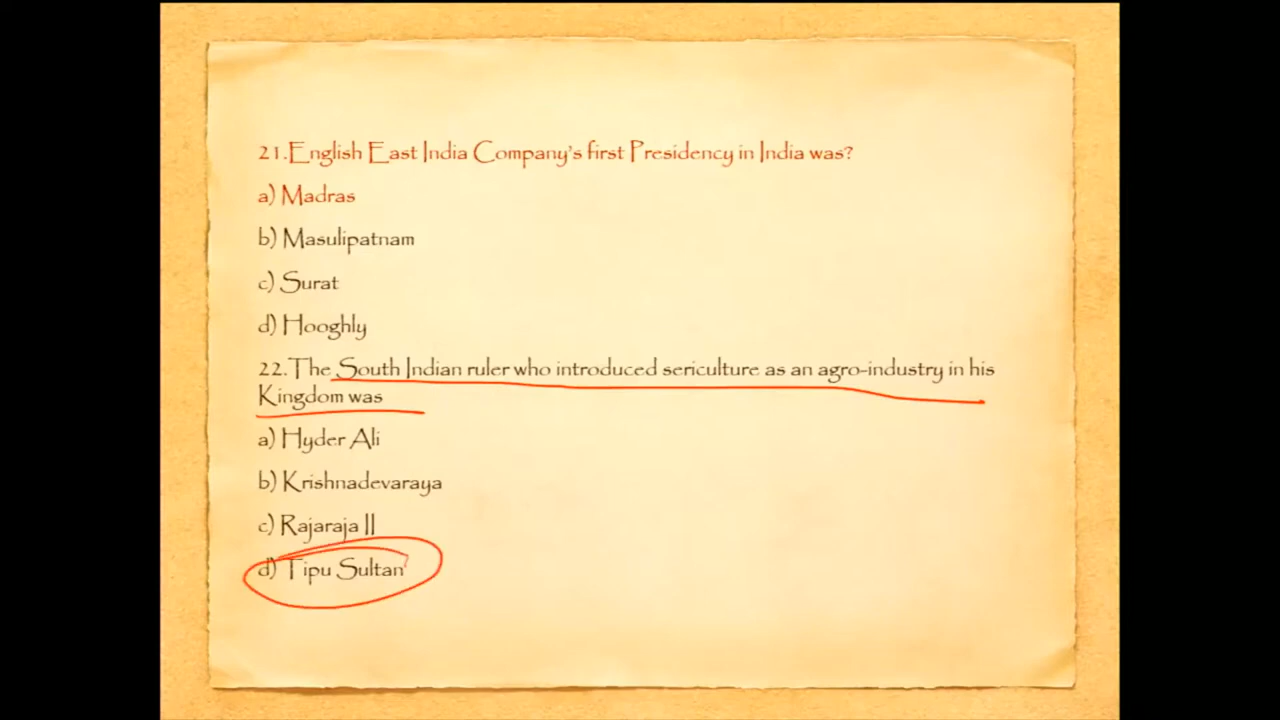 21.English East India Company's first Presidency in India was?
a) Madras
b) Masulipatnam
c) Surat
d) Hooghly
22.The South Indian ruler who introduced sericulture as an agro-industry in his
Kingdom was
a) Hyder Ali
b) Krishnadevaraya
c) Rajaraja II
d) Tipu Sultan